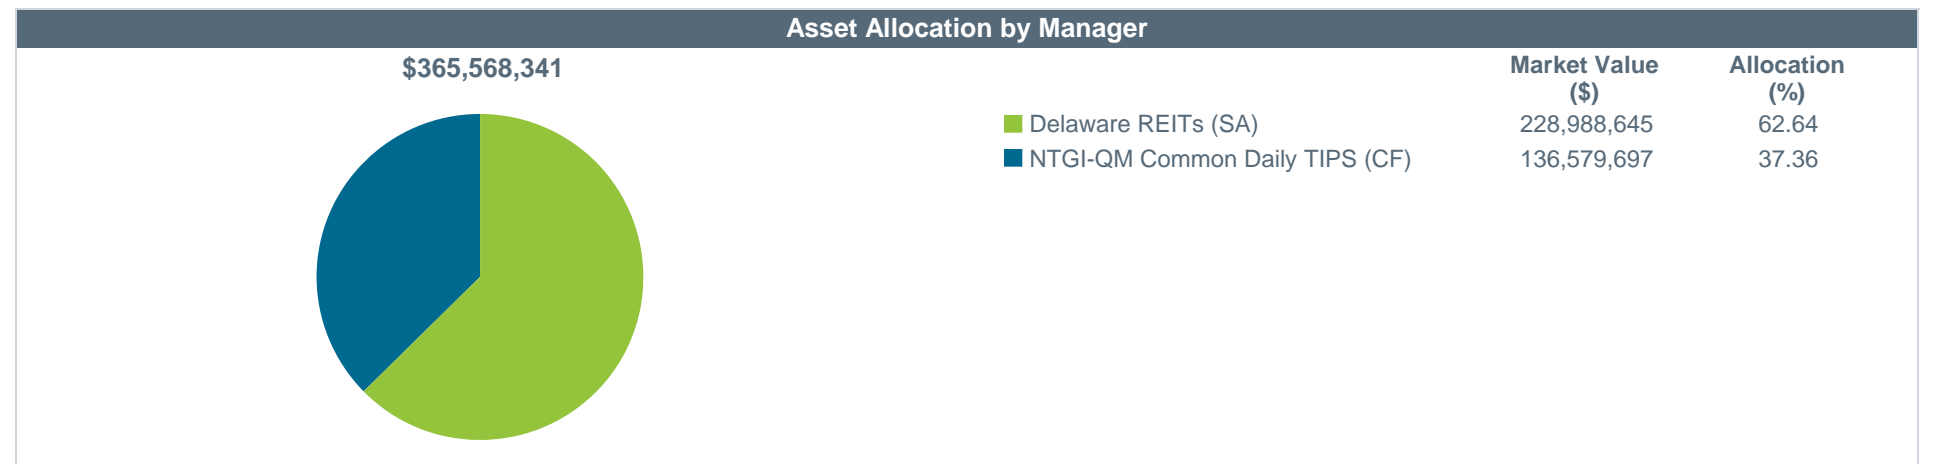 Asset Allocation by Manager
$365,568,341
Market Value ($) Allocation (%)
Delaware REITs (SA) 228,988,645 62.64
NTGI-QM Common Daily TIPS (CF) 136,579,697 37.36